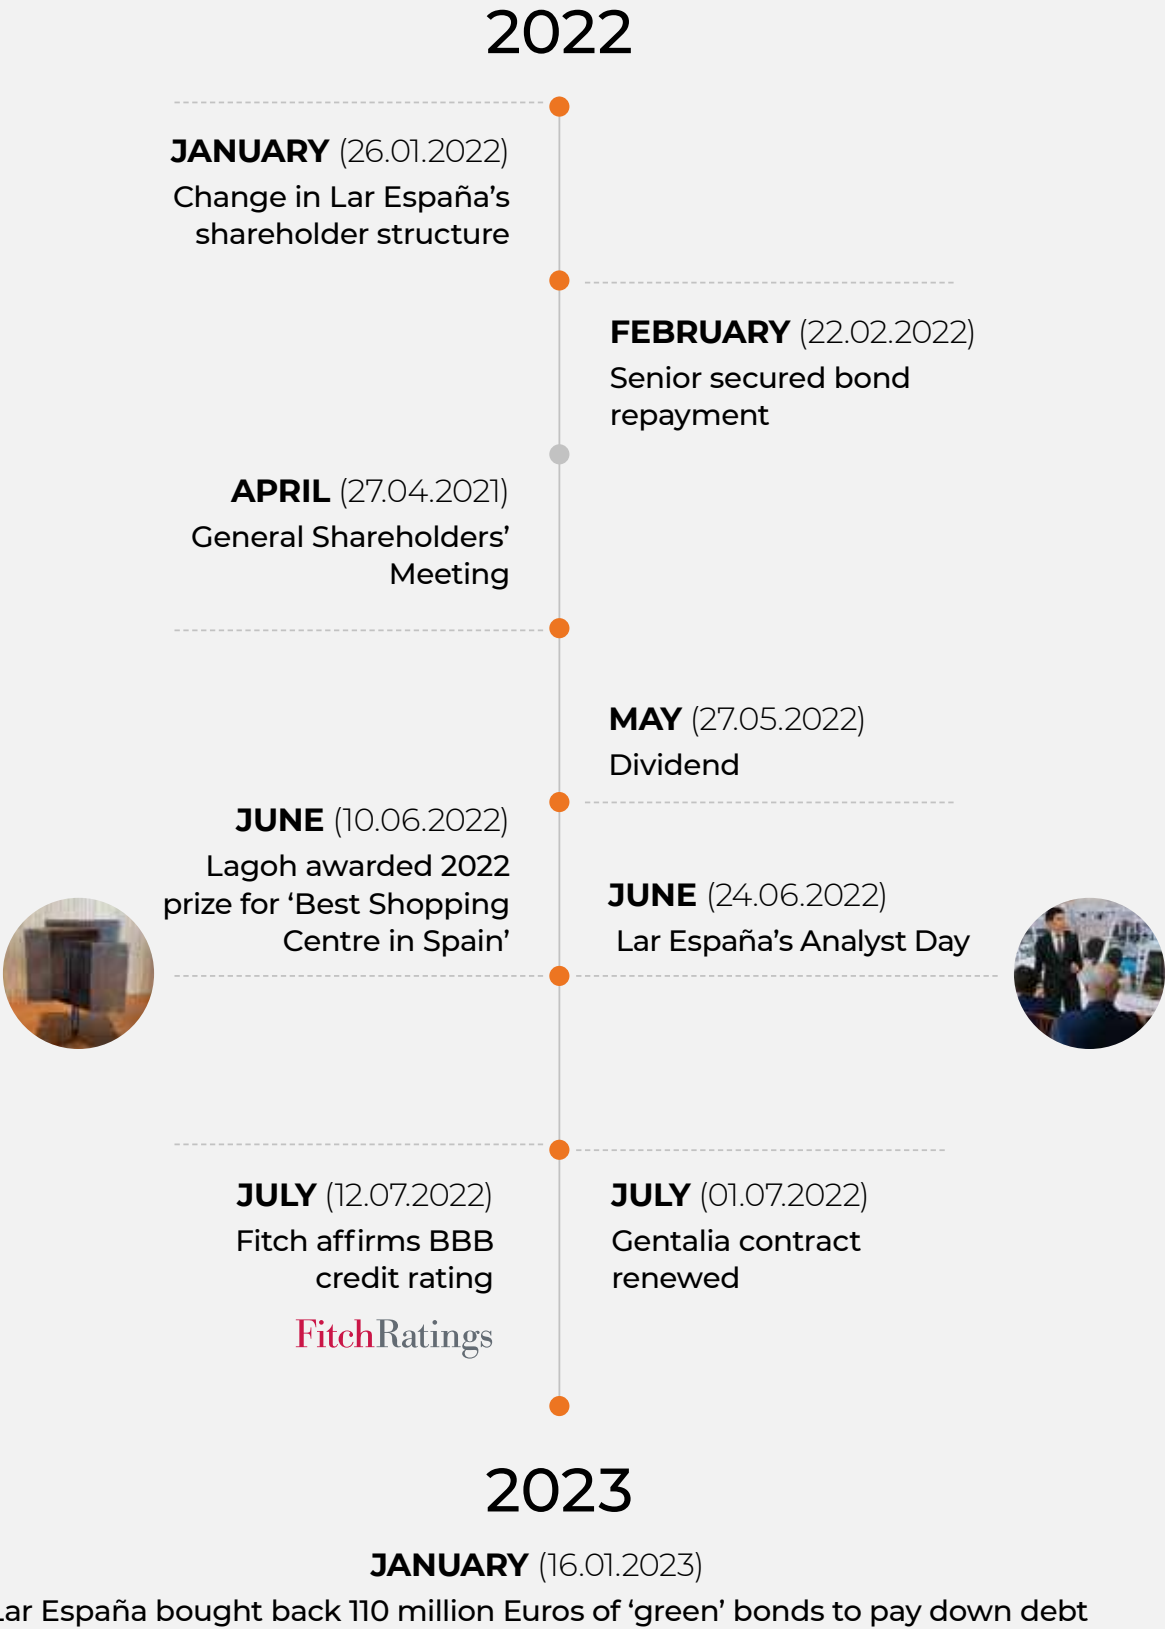 2022
JANUARY (26.01.2022)
Change in Lar España’s
shareholder structure
FEBRUARY (22.02.2022)
Senior secured bond
repayment
APRIL (27.04.2021)
General Shareholders’
Meeting
MAY (27.05.2022)
Dividend
JUNE (10.06.2022)
Lagoh awarded 2022
prize for ‘Best Shopping
Centre in Spain’
JUNE (24.06.2022)
Lar España’s Analyst Day
JULY (12.07.2022)
Fitch affirms BBB
credit rating
FitchRatings
JULY (01.07.2022)
Gentalia contract
renewed
2023
JANUARY (16.01.2023)
Lar España bought back 110 million Euros of ‘green’ bonds to pay down debt